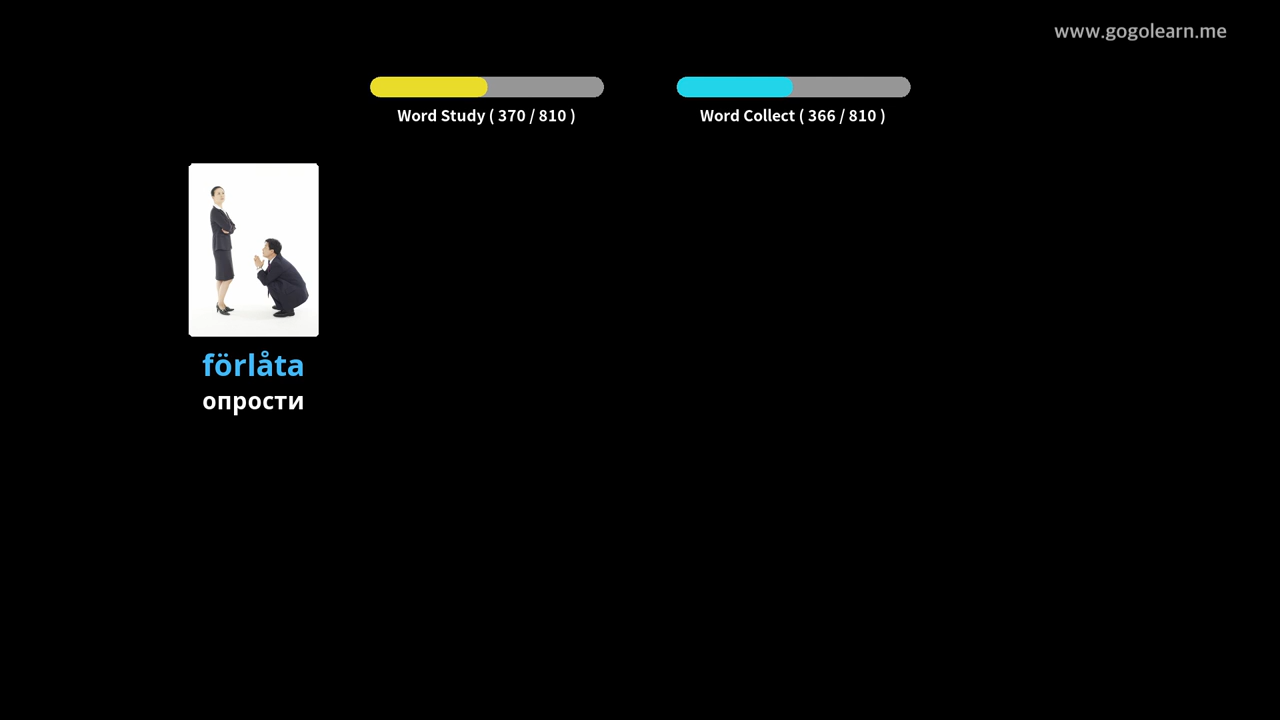 www.gogolearn.me
Word Study ( 370 / 810 )
Word Collect ( 366 / 810 )
förlåta
опрости